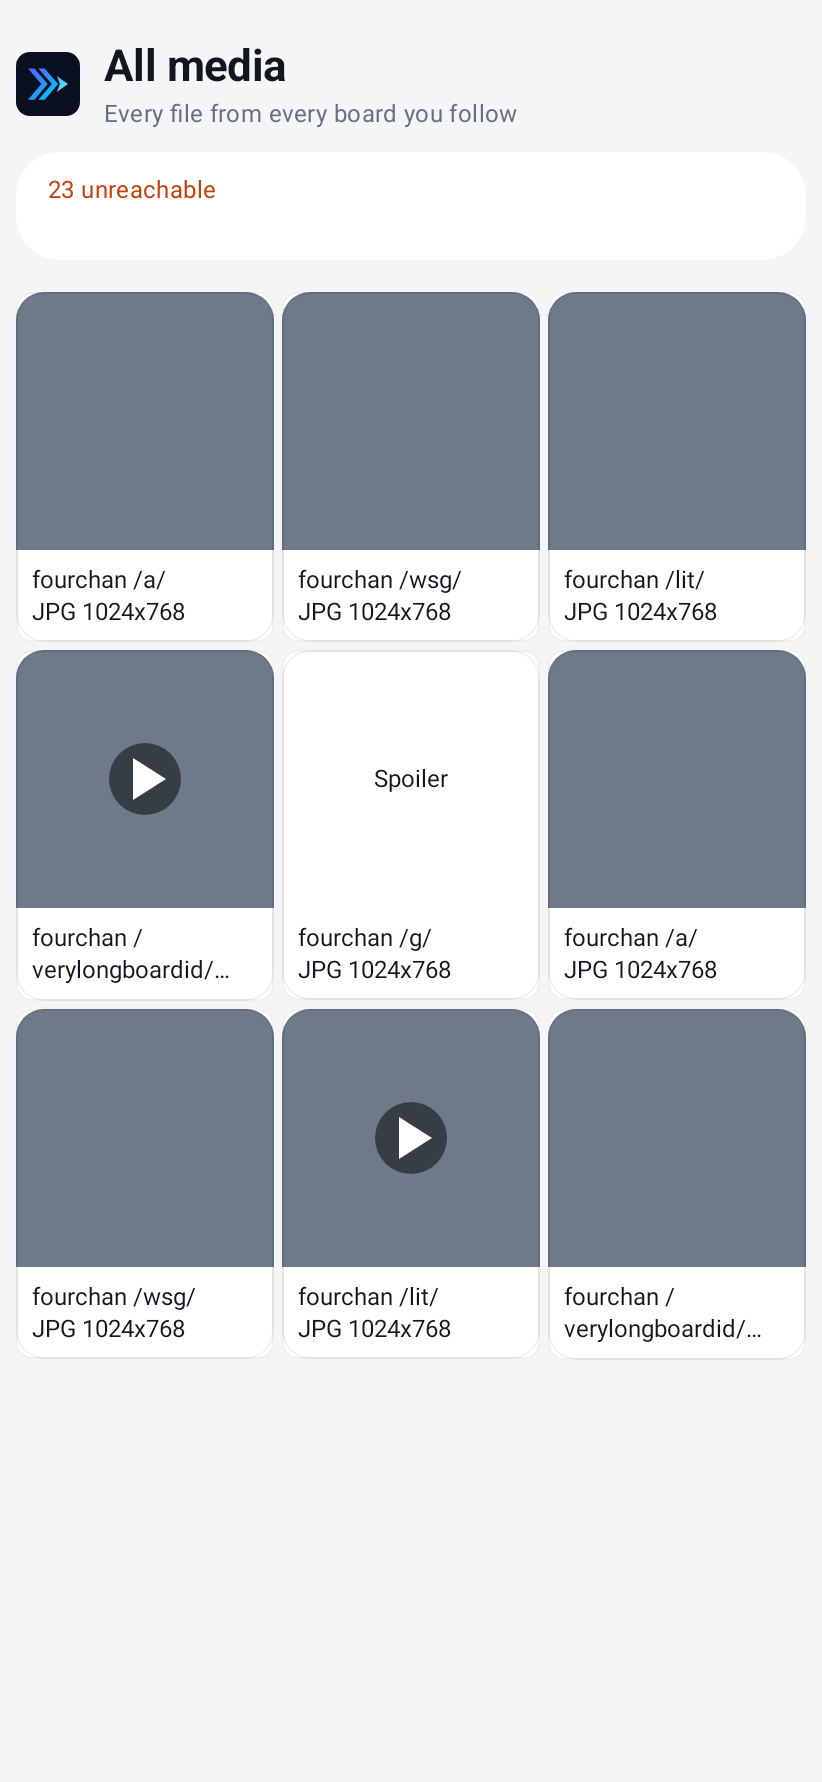 All media
Every file from every board you follow
23 unreachable
fourchan /a/
JPG 1024x768
fourchan /wsg/
JPG 1024x768
fourchan /lit/
JPG 1024x768
Spoiler
fourchan /
verylongboardid/…
fourchan /g/
JPG 1024x768
fourchan /a/
JPG 1024x768
fourchan /wsg/
JPG 1024x768
fourchan /lit/
JPG 1024x768
fourchan /
verylongboardid/…